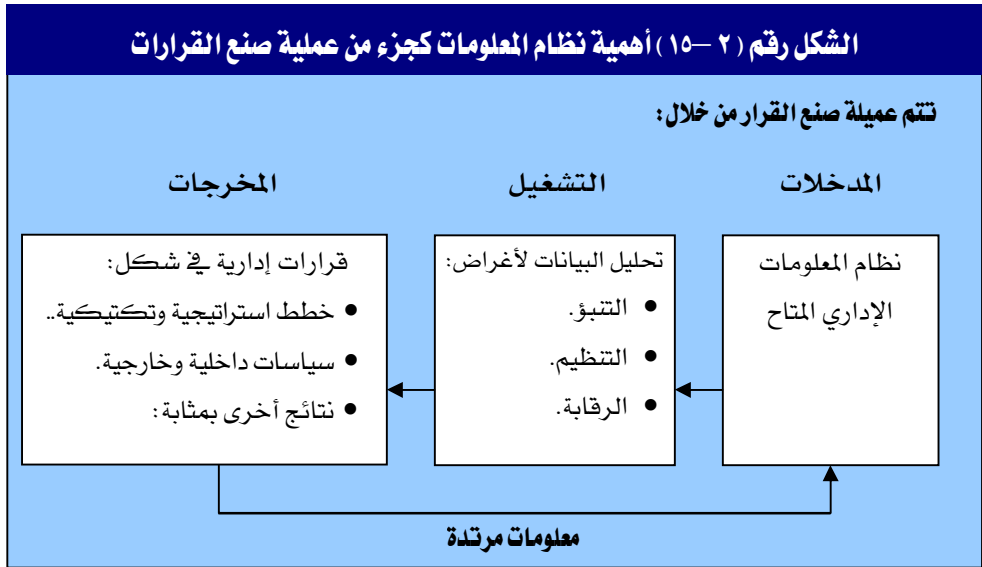 الشكل رقم ( ٢ –١٥ ) أهمية نظام المعلومات كجزء من عملية صنع القرارات
تتم عميلة صنع القرار من خلال:
المدخلات
التشغيل
المخرجات
نظام المعلومات
الإداري المتاح
تحليل البيانات لأغراض:
● التنبؤ.
● التنظيم.
● الرقابة.
قرارات إدارية في شكل:
● خطط استراتيجية وتكتيكية..
● سياسات داخلية وخارجية.
● نتائج أخرى بمثابة:
معلومات مرتدة